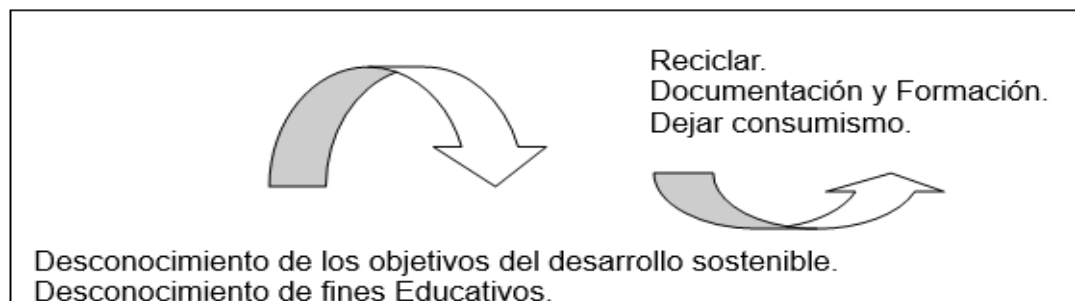 Reciclar.
Documentación y Formación.
Dejar consumismo.
Desconocimiento de los objetivos del desarrollo sostenible.
Desconocimiento de fines Educativos.